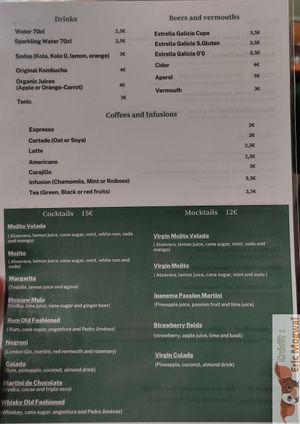 Drinks
Water 70cl 2,5€
Sparkling Water 70cl 2,5€
Sodas (Kola, Kola 0, lemon, orange) 3€
Original Kombucha 4€
Organic Juices 4€
(Apple or Orange-Carrot)
Tonic 3€
Beers and vermouths
Estrella Galicia Copa 3,5€
Estrella Galicia S.Gluten 3,5€
Estrella Galicia 0'0 3,5€
Cider 4€
Aperol 7€
Vermouth 3,5€
Coffees and Infusions
Expresso 2€
Cortado (Oat or Soya) 2€
Latte 2,5€
Americano 2,5€
Carajillo 3€
Infusion (Chamomile, Mint or Roiboos) 3,5€
Tea (Green, Black or red fruits) 3,5€
Cocktails 15€
Mojito Velada
(Aloevera, lemon juice, cane sugar, mint, white rum, soda
and mango)
Mojito
(Aloevera, lemon juice, cane sugar, mint, white rum and
soda)
Margarita
(Tequila, lemon juice and agave)
Moscow Mule
(Vodka, lime juice, cane sugar and ginger beer)
Rum Old Fashioned
(Rum, cane sugar, angostura and Pedro Jiménez)
Negroni
(London Gin, martini, red vermouth and rosemary)
Colada
(Rum, pineapple, coconut, almond drink)
Martini de Chocolate
(Vodka, cocoa and triple seco)
Whisky Old Fashioned
(Whiskey, cane sugar, angostura and Pedro Jiménez)
Mocktails 12€
Virgin Mojito Velada
(Aloevera, lemon juice, cane sugar, mint, soda and
mango)
Virgin Mojito
(Aloevera, lemon juice, cane sugar, mint and soda)
Ipanema Passion Martini
(Pineapple juice, passion fruit and lime juice)
Strawberry fields
(strawberry, apple juice, lime and basil)
Virgin Colada
(Pineapple, coconut, almond drink)